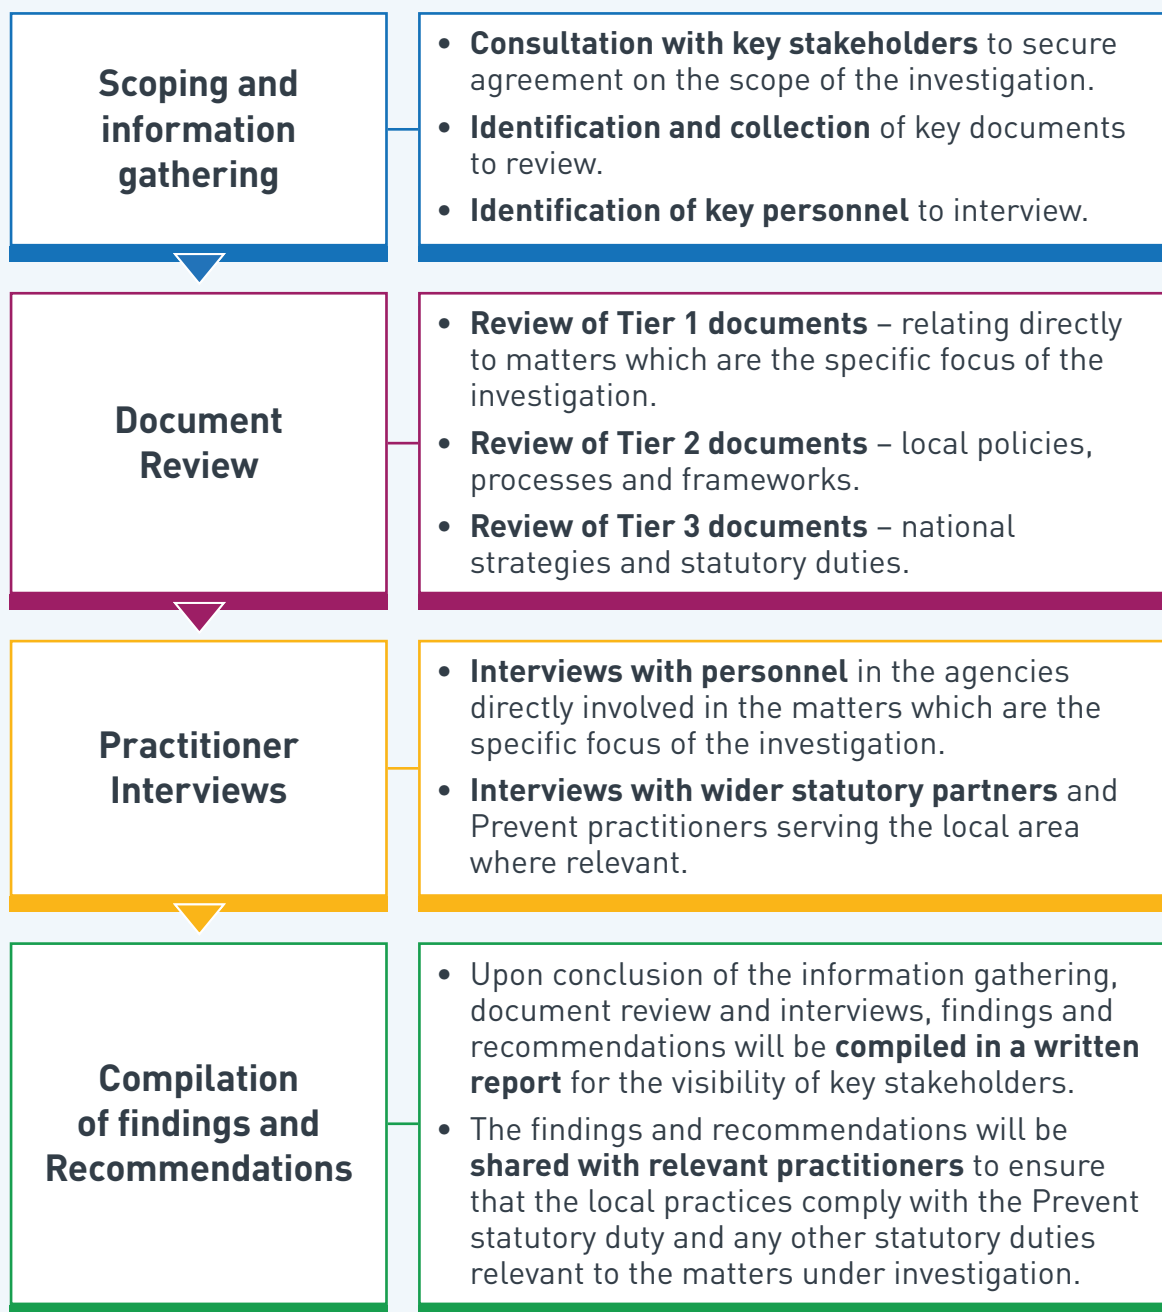 Scoping and
information
gathering
• Consultation with key stakeholders to secure
agreement on the scope of the investigation.
• Identification and collection of key documents
to review.
• Identification of key personnel to interview.
Document
Review
• Review of Tier 1 documents – relating directly
to matters which are the specific focus of the
investigation.
• Review of Tier 2 documents – local policies,
processes and frameworks.
• Review of Tier 3 documents – national
strategies and statutory duties.
Practitioner
Interviews
• Interviews with personnel in the agencies
directly involved in the matters which are the
specific focus of the investigation.
• Interviews with wider statutory partners and
Prevent practitioners serving the local area
where relevant.
Compilation
of findings and
Recommendations
• Upon conclusion of the information gathering,
document review and interviews, findings and
recommendations will be compiled in a written
report for the visibility of key stakeholders.
• The findings and recommendations will be
shared with relevant practitioners to ensure
that the local practices comply with the Prevent
statutory duty and any other statutory duties
relevant to the matters under investigation.